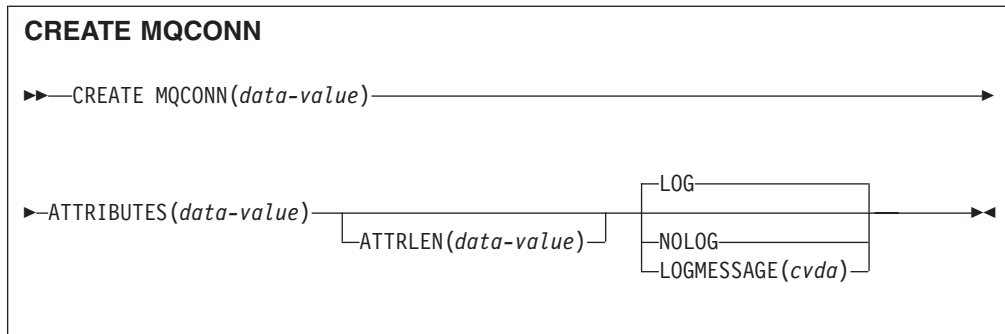 CREATE MQCONN
CREATE MQCONN(data-value)
LOG
ATTRIBUTES(data-value)
ATTRLEN(data-value)
NOLOG
LOGMESSAGE(cvda)